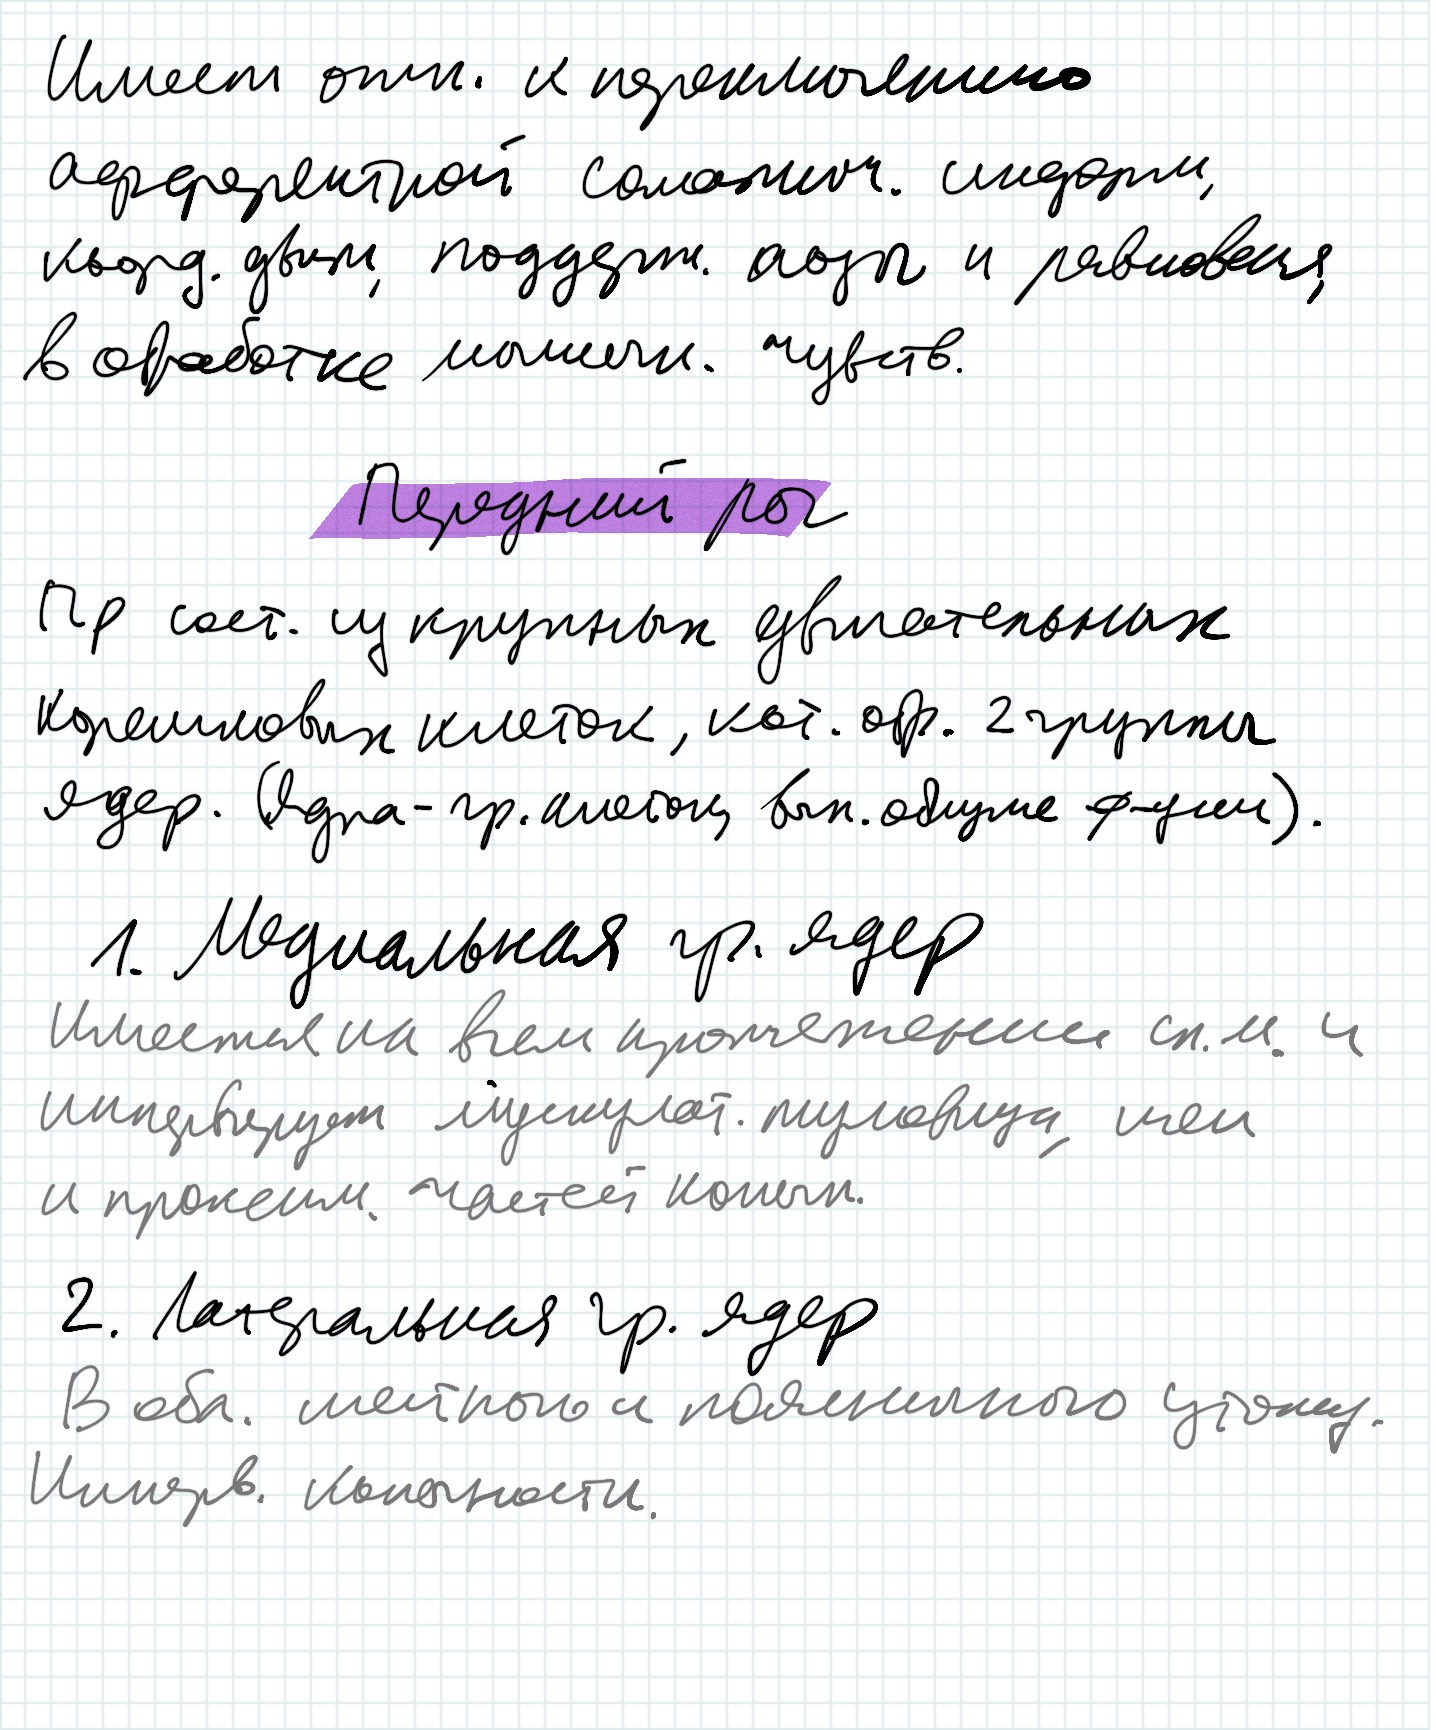 Имеет отн. к переключению
афферентной соматич. информ,
коорд. движ, поддерж. позы и равновесия,
в обработке мышечн. чувств.
Передний рог
ПР сост. из крупных двигательных
корешковых клеток, кот. обр. 2 группы
ядер. (Ядра - гр. клеток, вып. общие ф-ции).
1. Медиальная гр. ядер
Имеется на всем протяжении сп. м. и
иннервирует мускулат. туловища, шеи
и проксим. частей конечн.
2. Латеральная гр. ядер
В обл. шейного и поясничного утолщ.
Иннерв. конечности.